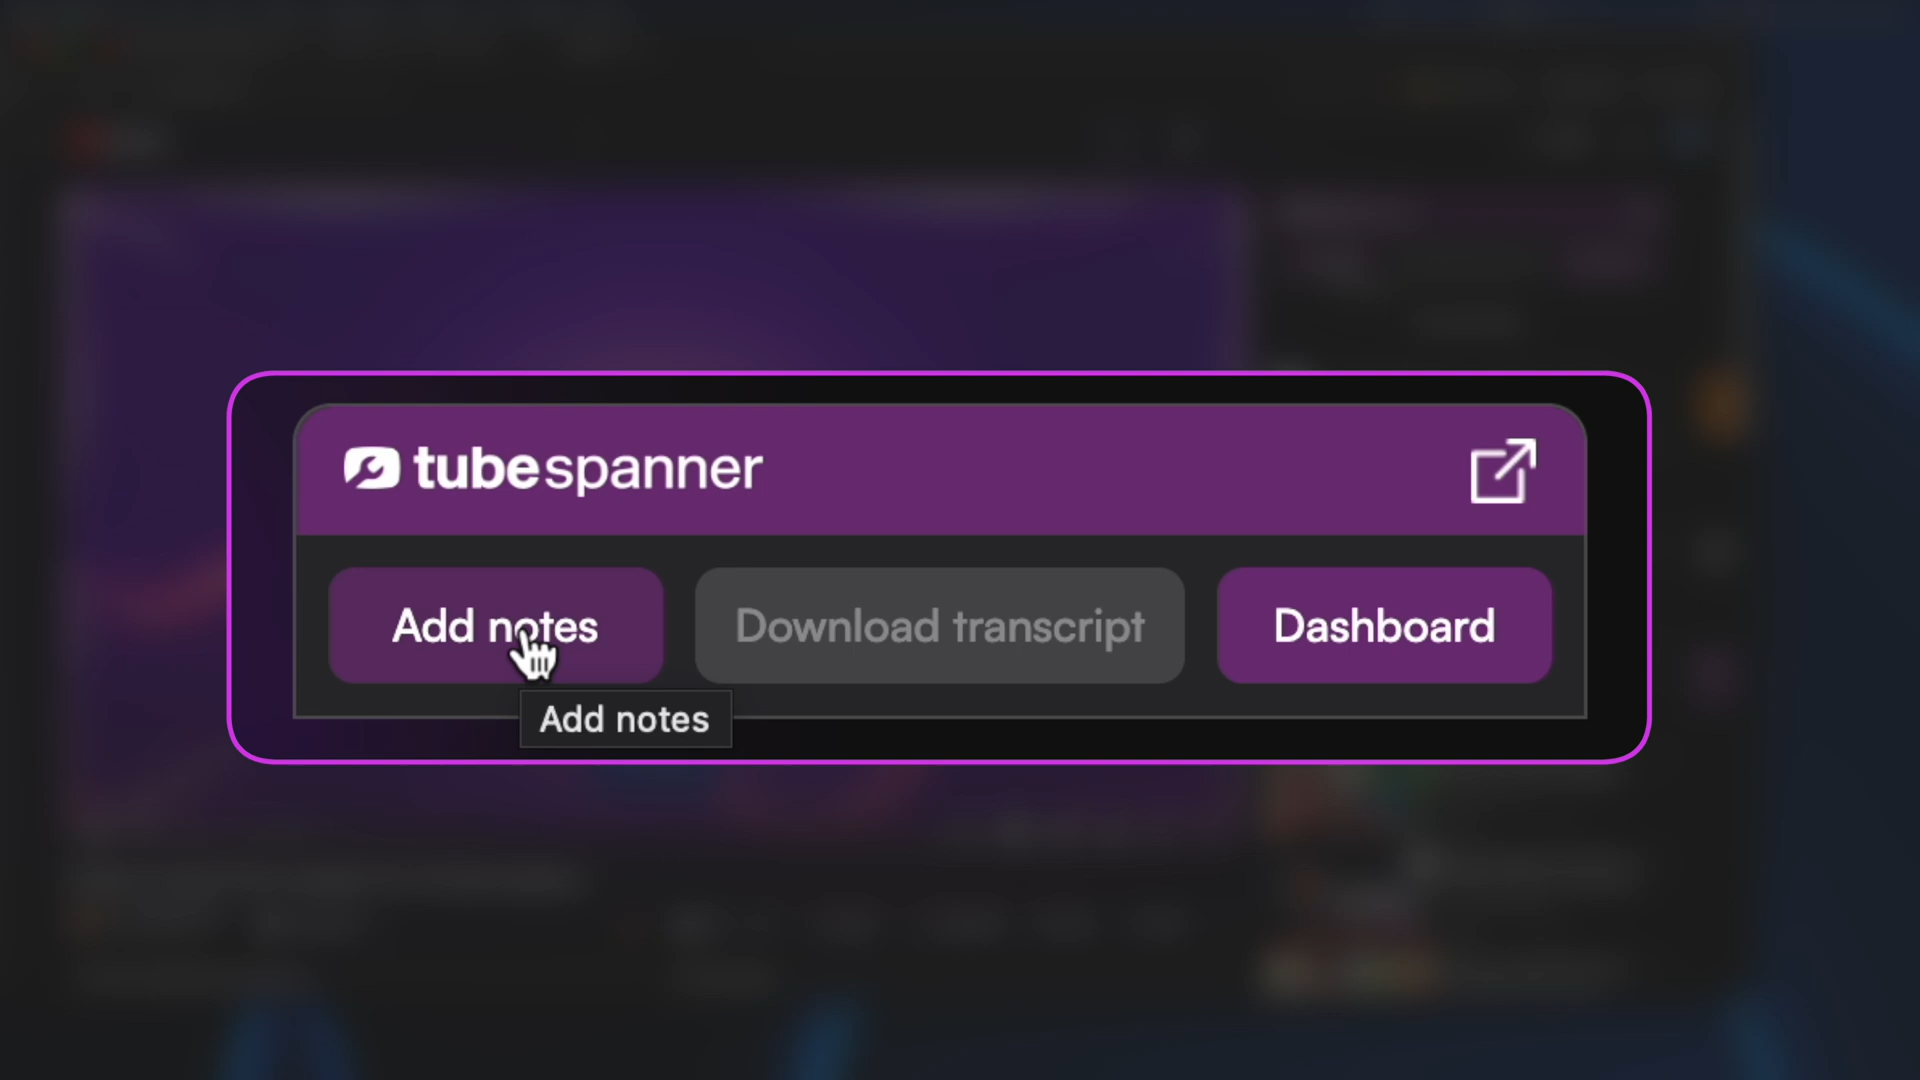 tubespanner
Add notes
Download transcript
Dashboard
Add notes